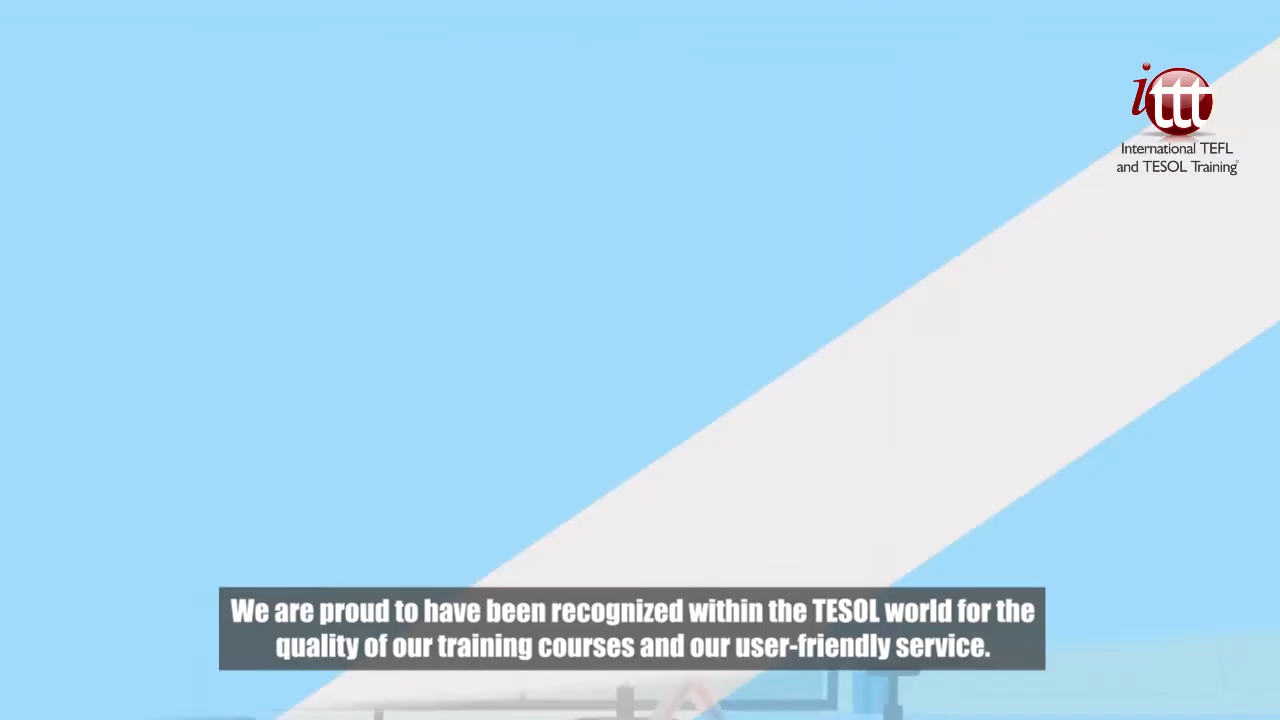 ittt
International TEFL
and TESOL Training
We are proud to have been recognized within the TESOL world for the
quality of our training courses and our user-friendly service.